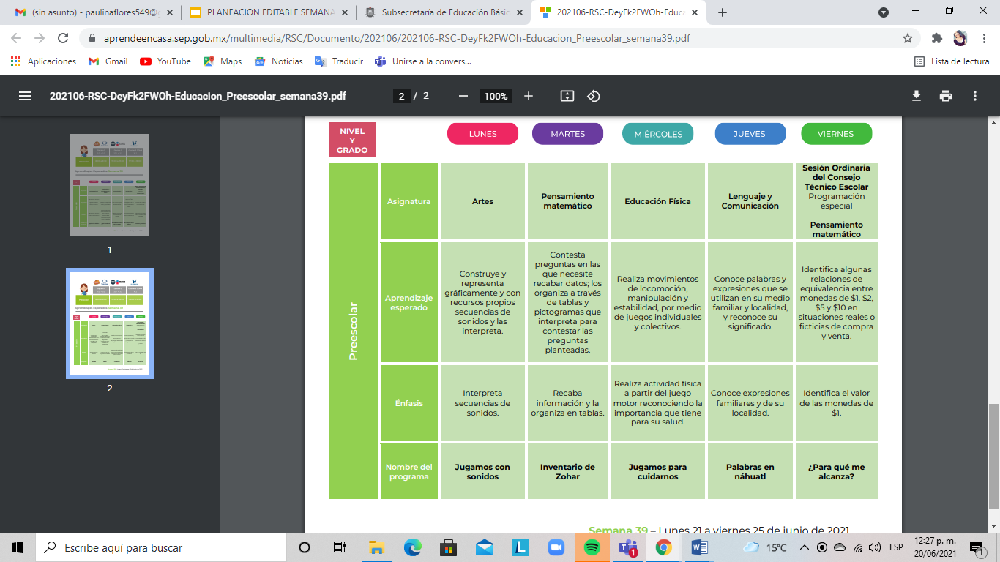 (sin asunto) - paulinaflores549@g
PLANEACION EDITABLE SEMANA
Subsecretaría de Educación Básic
202106-RSC-DeyFk2FWOh-Educa
aprendeencasa.sep.gob.mx/multimedia/RSC/Documento/202106/202106-RSC-DeyFk2FWOh-Educacion_Preescolar_semana39.pdf
Aplicaciones
Gmail
YouTube
Maps
Noticias
Traducir
Unirse a la convers...
Lista de lectura
202106-RSC-DeyFk2FWOh-Educacion_Preescolar_semana39.pdf
2 / 2
100%
1
2
NIVEL
Y
GRADO
LUNES
MARTES
MIÉRCOLES
JUEVES
VIERNES
Preescolar
Asignatura
Artes
Pensamiento
matemático
Educación Física
Lenguaje y
Comunicación
Sesión Ordinaria
del Consejo
Técnico Escolar
Programación
especial
Pensamiento
matemático
Aprendizaje
esperado
Construye y
representa
gráficamente y con
recursos propios
secuencias de
sonidos y las
interpreta.
Contesta
preguntas en las
que necesite
recabar datos; los
organiza a través
de tablas y
pictogramas que
interpreta para
contestar las
preguntas
planteadas.
Realiza movimientos
de locomoción,
manipulación y
estabilidad, por medio
de juegos individuales
y colectivos.
Conoce palabras y
expresiones que se
utilizan en su medio
familiar y localidad,
y reconoce su
significado.
Identifica algunas
relaciones de
equivalencia entre
monedas de $1, $2,
$5 y $10 en
situaciones reales o
ficticias de compra
y venta.
Énfasis
Interpreta
secuencias de
sonidos.
Recaba
información y la
organiza en tablas.
Realiza actividad física
a partir del juego
motor reconociendo la
importancia que tiene
para su salud.
Conoce expresiones
familiares y de su
localidad.
Identifica el valor
de las monedas de
$1.
Nombre del
programa
Jugamos con
sonidos
Inventario de
Zohar
Jugamos para
cuidarnos
Palabras en
náhuatl
¿Para qué me
alcanza?
Semana 39 – Lunes 21 a viernes 25 de junio de 2021
Escribe aquí para buscar
15°C
ESP
12:27 p. m.
20/06/2021